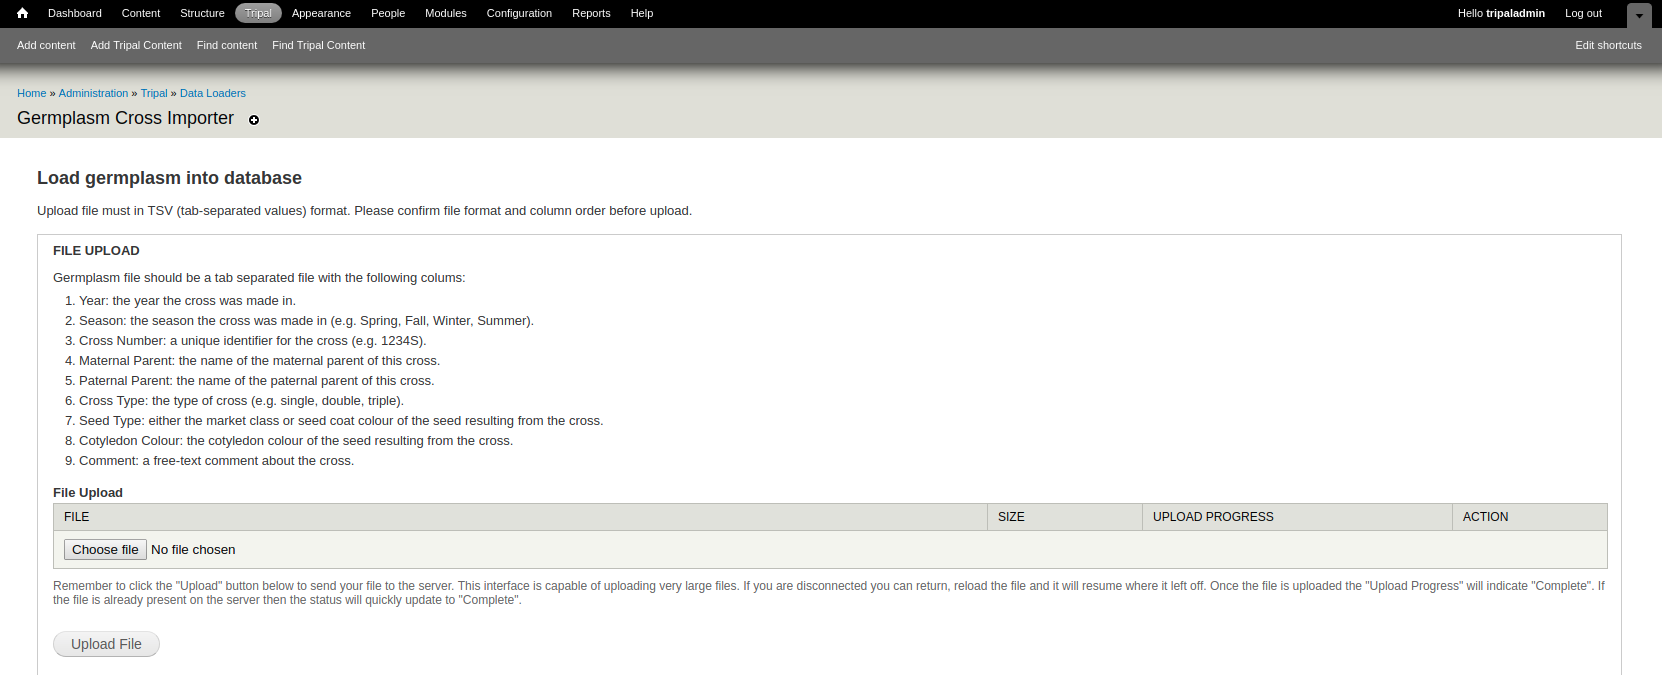 Dashboard Content Structure Tripal Appearance People Modules Configuration Reports Help Hello tripaladmin Log out
Add content Add Tripal Content Find content Find Tripal Content Edit shortcuts
Home » Administration » Tripal » Data Loaders
Germplasm Cross Importer
Load germplasm into database
Upload file must in TSV (tab-separated values) format. Please confirm file format and column order before upload.
FILE UPLOAD
Germplasm file should be a tab separated file with the following colums:
1. Year: the year the cross was made in.
2. Season: the season the cross was made in (e.g. Spring, Fall, Winter, Summer).
3. Cross Number: a unique identifier for the cross (e.g. 1234S).
4. Maternal Parent: the name of the maternal parent of this cross.
5. Paternal Parent: the name of the paternal parent of this cross.
6. Cross Type: the type of cross (e.g. single, double, triple).
7. Seed Type: either the market class or seed coat colour of the seed resulting from the cross.
8. Cotyledon Colour: the cotyledon colour of the seed resulting from the cross.
9. Comment: a free-text comment about the cross.
File Upload
FILE SIZE UPLOAD PROGRESS ACTION
Choose file No file chosen
Remember to click the "Upload" button below to send your file to the server. This interface is capable of uploading very large files. If you are disconnected you can return, reload the file and it will resume where it left off. Once the file is uploaded the "Upload Progress" will indicate "Complete". If
the file is already present on the server then the status will quickly update to "Complete".
Upload File